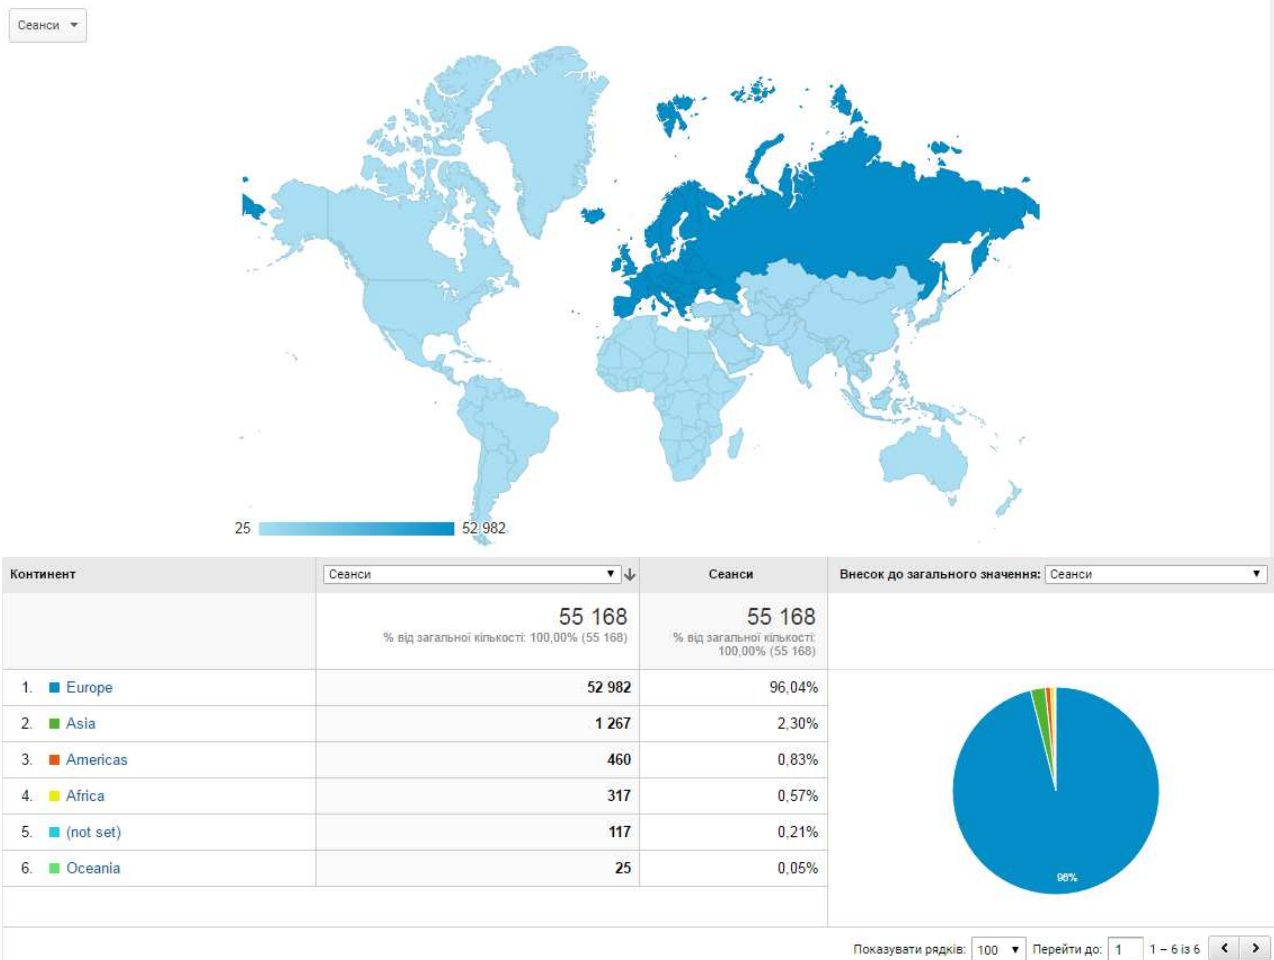 Сеанси
25 52 982
Континент Сеанси Сеанси Внесок до загального значення: Сеанси
55 168 55 168
% від загальної кількості: 100,00% (55 168) % від загальної кількості:
100,00% (55 168)
1. Europe 52 982 96,04%
2. Asia 1 267 2,30%
3. Americas 460 0,83%
4. Africa 317 0,57%
5. (not set) 117 0,21%
6. Oceania 25 0,05%
96%
Показувати рядків: 100 Перейти до: 1 1 – 6 із 6